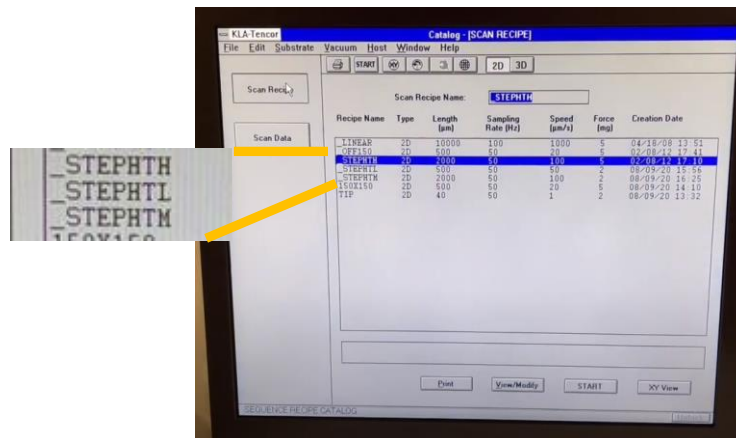 KLA-Tencor
Catalog - [SCAN RECIPE]
File Edit Substrate Vacuum Host Window Help
START XY 2D 3D
Scan Recipe
Scan Recipe Name: _STEPHTH
Recipe Name Type Length (µm) Sampling Rate (Hz) Speed (µm/s) Force (mg) Creation Date
Scan Data
_LINEAR 2D 10000 100 1000 5 04/18/08 13 51
_OFF150 2D 500 50 20 5 02/08/12 17 41
_STEPHTH 2D 2000 50 100 5 02/08/12 17 10
_STEPHTL 2D 500 50 50 2 08/09/20 15:56
_STEPHTM 2D 2000 50 100 2 08/09/20 16:25
150X150 2D 500 50 20 5 08/09/20 14 10
TIP 2D 40 50 1 2 08/09/20 13:32
_STEPHTH
_STEPHTL
_STEPHTM
150X150
Print View/Modify START XY View
SEQUENCE RECIPE CATALOG